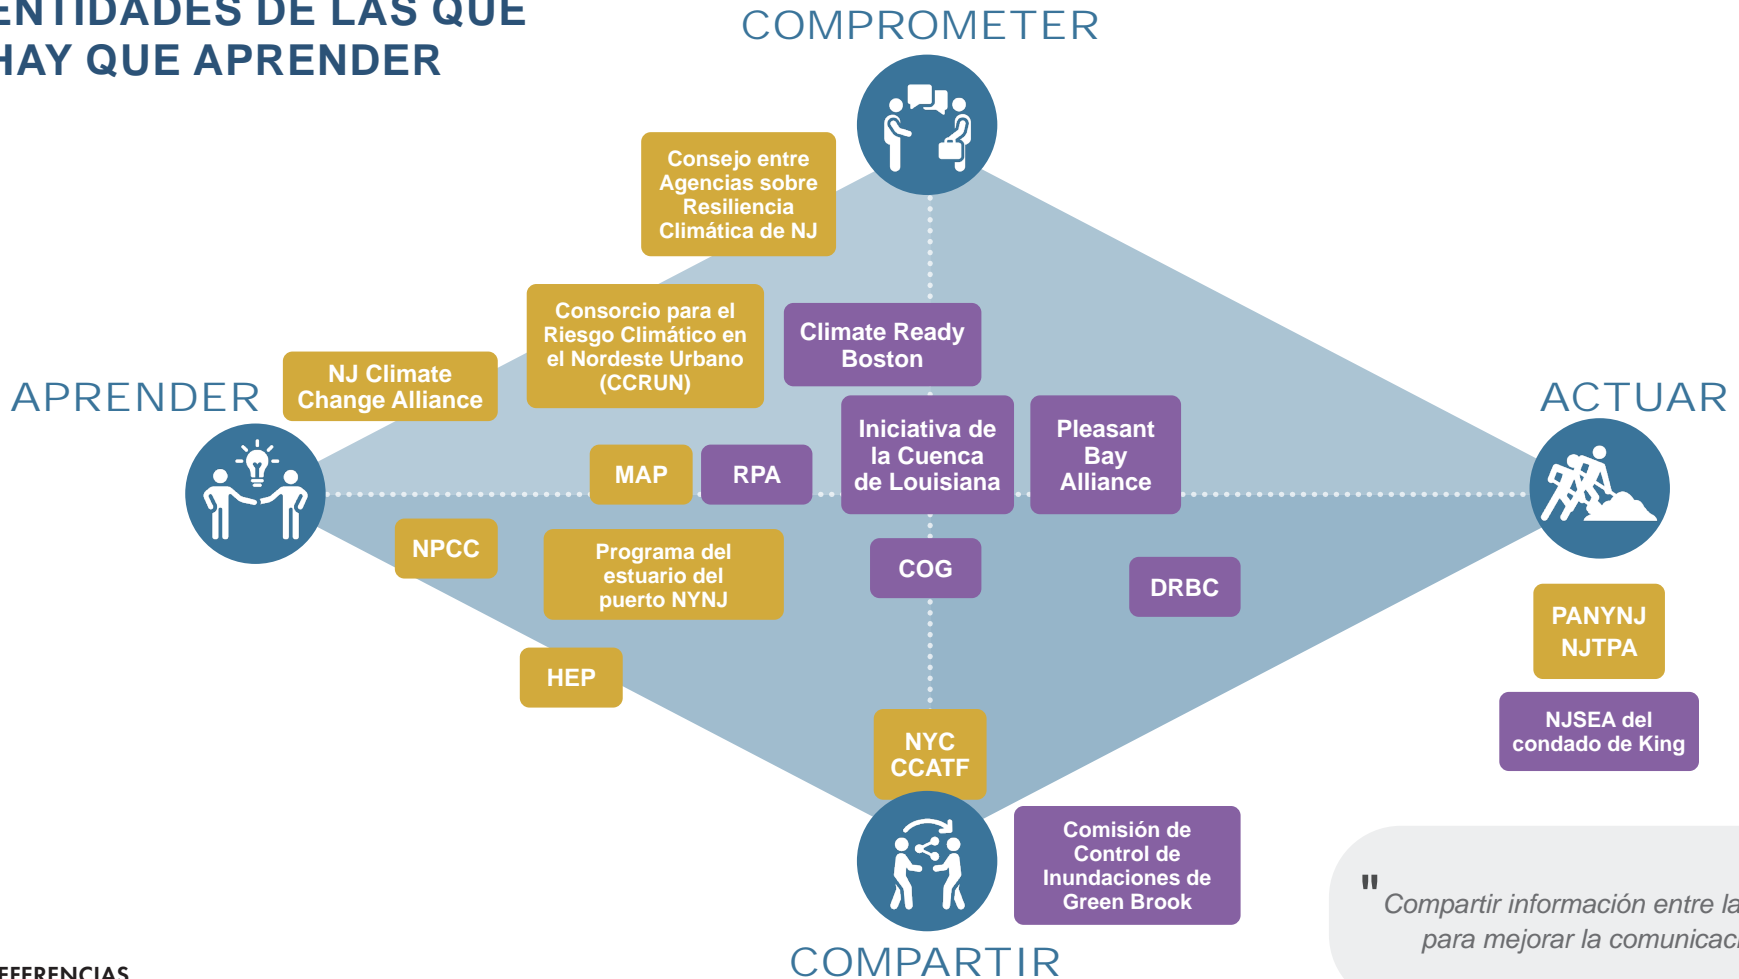 ENTIDADES DE LAS QUE
HAY QUE APRENDER
COMPROMETER
Consejo entre
Agencias sobre
Resiliencia
Climática de NJ
Consorcio para el
Riesgo Climático en
el Nordeste Urbano
(CCRUN)
Climate Ready
Boston
NJ Climate
Change Alliance
APRENDER
ACTUAR
Iniciativa de
la Cuenca
de Louisiana
Pleasant
Bay
Alliance
MAP
RPA
NPCC
Programa del
estuario del
puerto NYNJ
COG
DRBC
PANYNJ
NJTPA
HEP
NJSEA del
condado de King
NYC
CCATF
Comisión de
Control de
Inundaciones de
Green Brook
COMPARTIR
"Compartir información entre la
para mejorar la comunicaci
EFERENCIAS